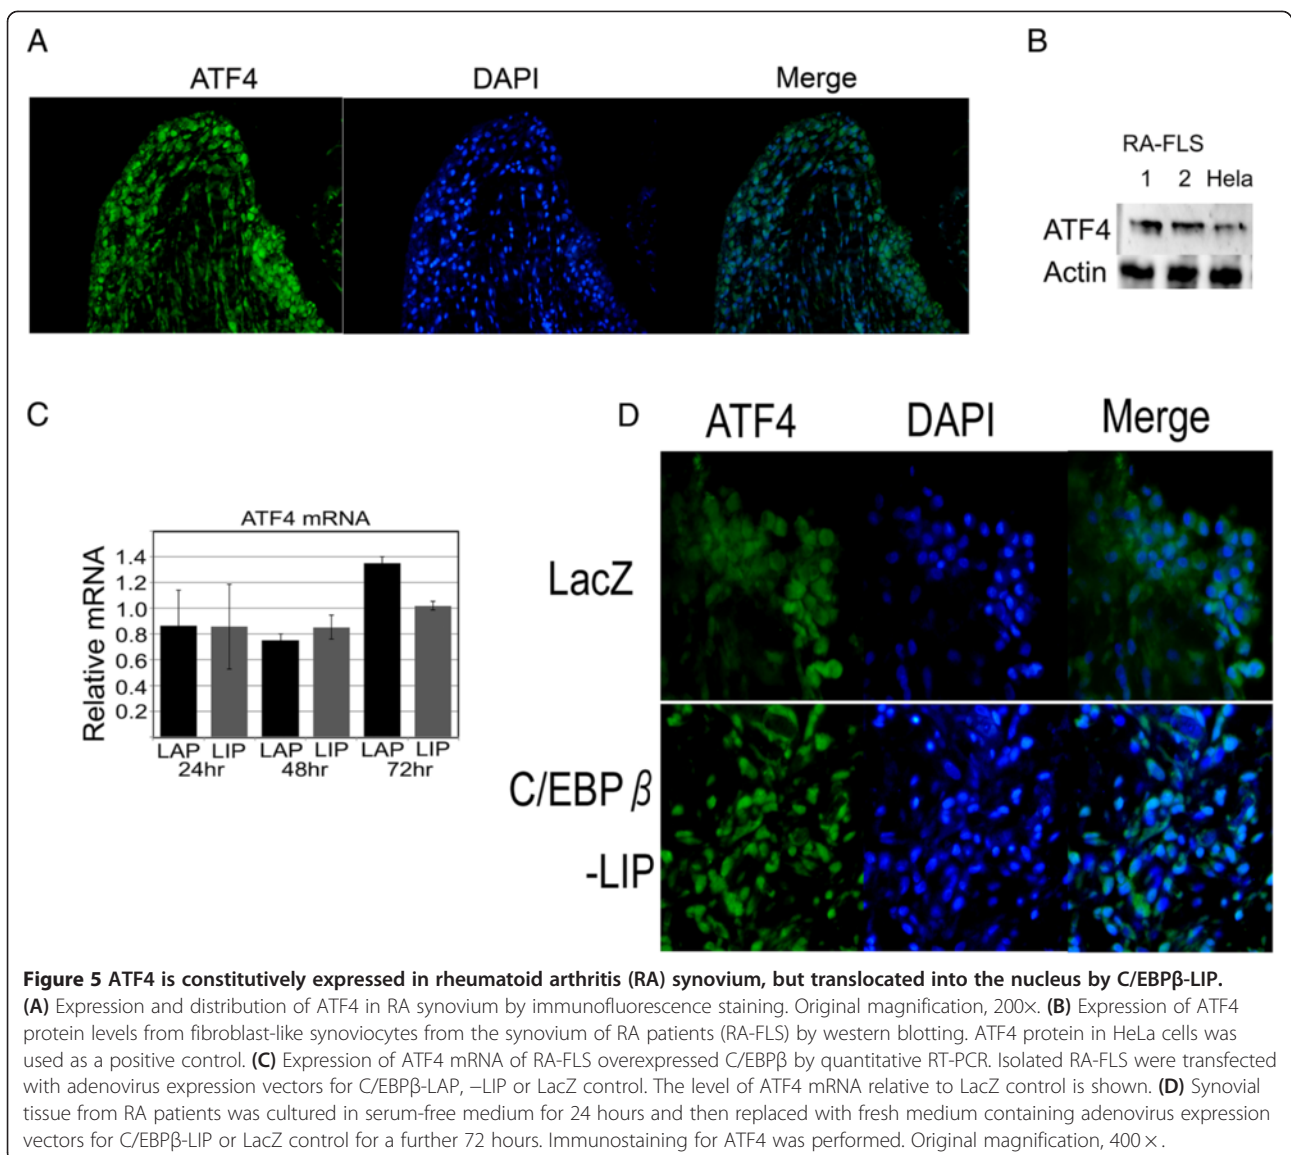 A
ATF4 DAPI Merge
B
RA-FLS
1 2 Hela
ATF4
Actin
C
ATF4 mRNA
Relative mRNA
1.4
1.2
1.0
0.8
0.6
0.4
0.2
LAP LIP LAP LIP LAP LIP
24hr 48hr 72hr
D
ATF4 DAPI Merge
LacZ
C/EBP β
-LIP
Figure 5 ATF4 is constitutively expressed in rheumatoid arthritis (RA) synovium, but translocated into the nucleus by C/EBPβ-LIP.
(A) Expression and distribution of ATF4 in RA synovium by immunofluorescence staining. Original magnification, 200×. (B) Expression of ATF4
protein levels from fibroblast-like synoviocytes from the synovium of RA patients (RA-FLS) by western blotting. ATF4 protein in HeLa cells was
used as a positive control. (C) Expression of ATF4 mRNA of RA-FLS overexpressed C/EBPβ by quantitative RT-PCR. Isolated RA-FLS were transfected
with adenovirus expression vectors for C/EBPβ-LAP, –LIP or LacZ control. The level of ATF4 mRNA relative to LacZ control is shown. (D) Synovial
tissue from RA patients was cultured in serum-free medium for 24 hours and then replaced with fresh medium containing adenovirus expression
vectors for C/EBPβ-LIP or LacZ control for a further 72 hours. Immunostaining for ATF4 was performed. Original magnification, 400 ×.